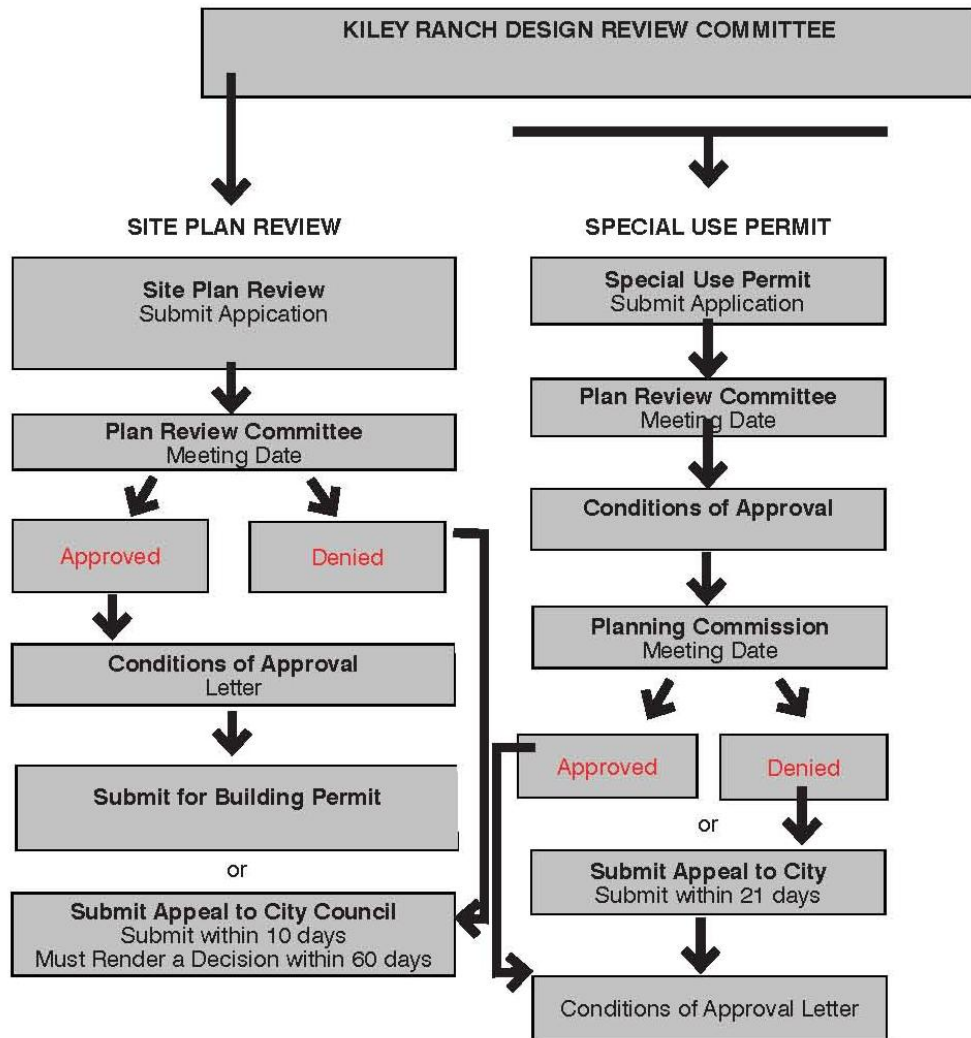 KILEY RANCH DESIGN REVIEW COMMITTEE
SITE PLAN REVIEW
Site Plan Review
Submit Appication
Plan Review Committee
Meeting Date
Approved
Denied
Conditions of Approval
Letter
Submit for Building Permit
or
Submit Appeal to City Council
Submit within 10 days
Must Render a Decision within 60 days
SPECIAL USE PERMIT
Special Use Permit
Submit Application
Plan Review Committee
Meeting Date
Conditions of Approval
Planning Commission
Meeting Date
Approved
Denied
or
Submit Appeal to City
Submit within 21 days
Conditions of Approval Letter